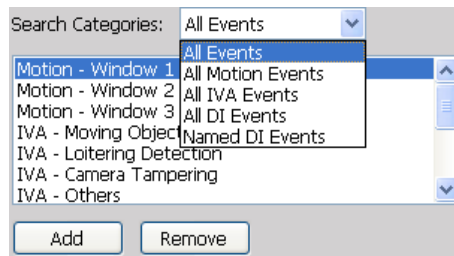 Search Categories: All Events
All Events
All Motion Events
All IVA Events
All DI Events
Named DI Events
Motion - Window 1
Motion - Window 2
Motion - Window 3
IVA - Moving Object
IVA - Loitering Detection
IVA - Camera Tampering
IVA - Others
Add Remove